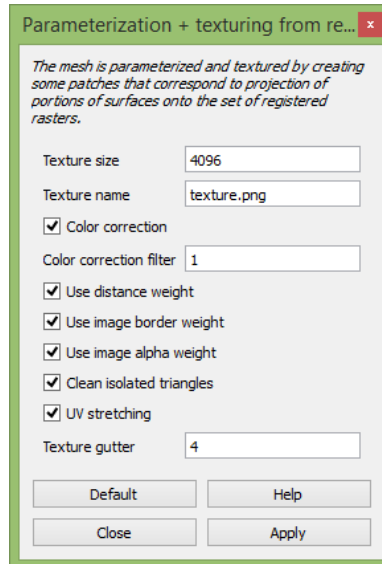 Parameterization + texturing from re... x
The mesh is parameterized and textured by creating
some patches that correspond to projection of
portions of surfaces onto the set of registered
rasters.
Texture size 4096
Texture name texture.png
Color correction
Color correction filter 1
Use distance weight
Use image border weight
Use image alpha weight
Clean isolated triangles
UV stretching
Texture gutter 4
Default Help
Close Apply